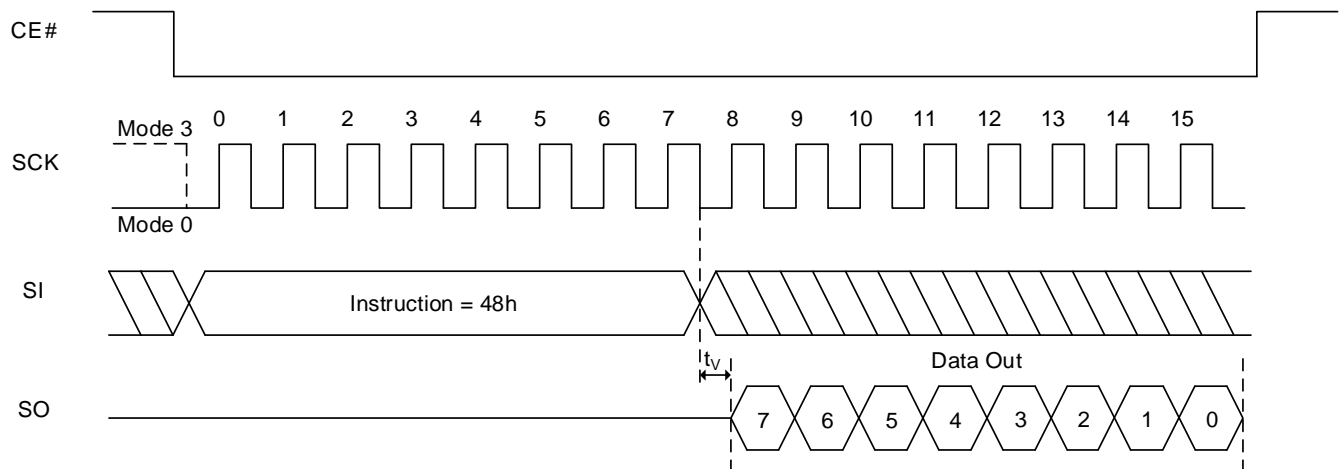 CE#
Mode 3 0 1 2 3 4 5 6 7 8 9 10 11 12 13 14 15
SCK
Mode 0
SI Instruction = 48h
tV Data Out
SO 7 6 5 4 3 2 1 0